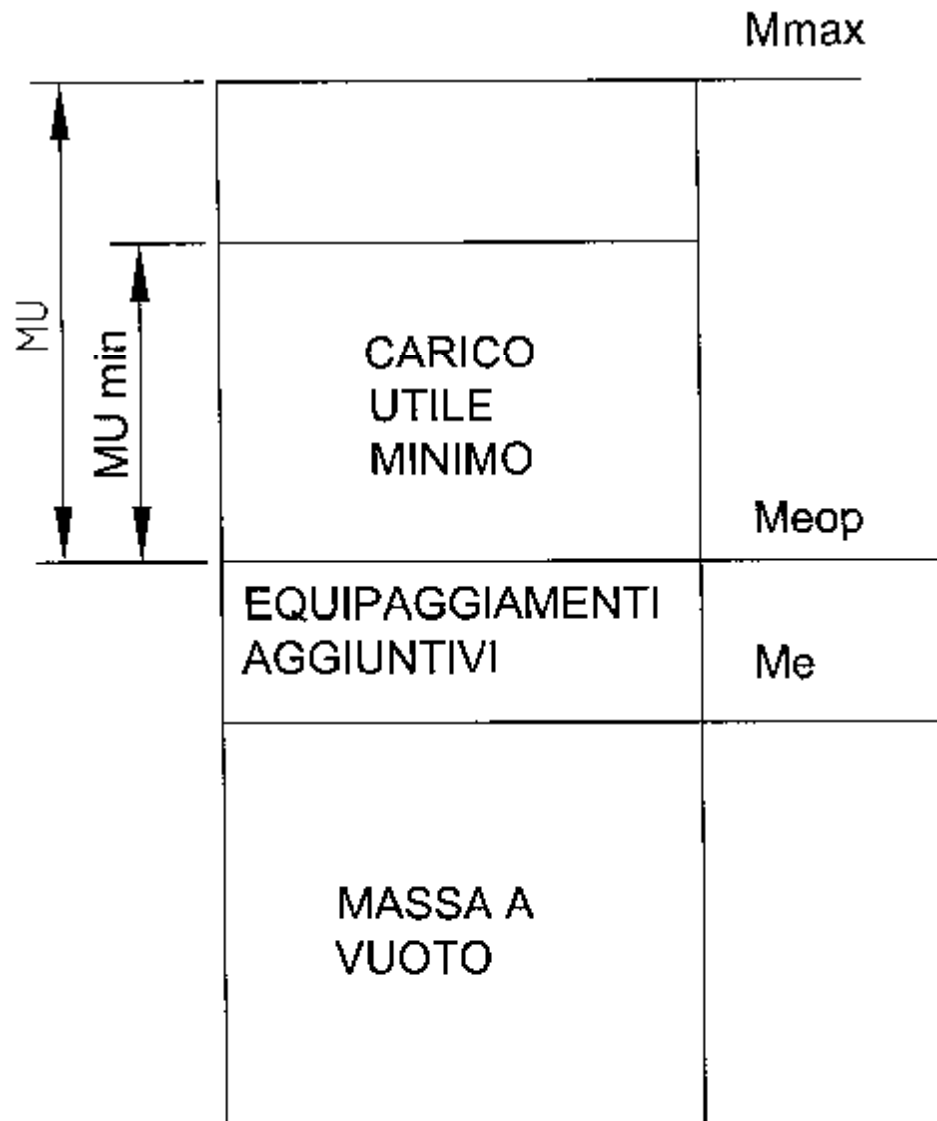 Mmax
MU
MU min
CARICO
UTILE
MINIMO
Meop
EQUIPAGGIAMENTI
AGGIUNTIVI
Me
MASSA A
VUOTO